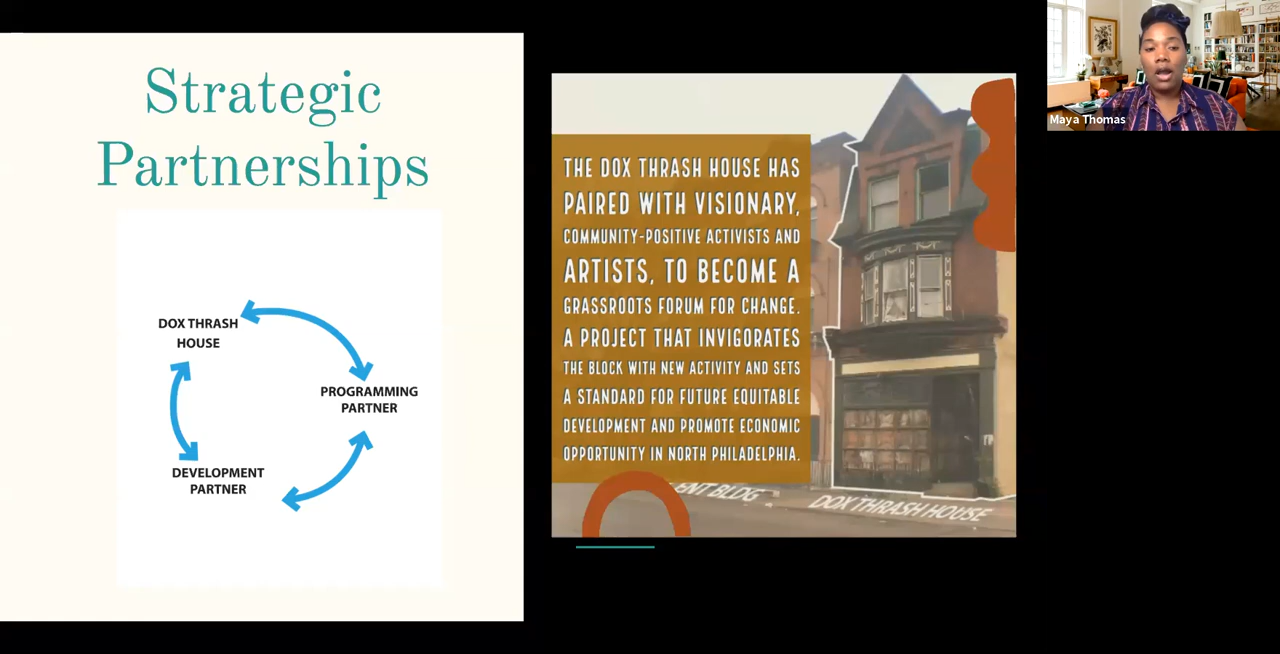 Strategic
Partnerships
DOX THRASH
HOUSE
PROGRAMMING
PARTNER
DEVELOPMENT
PARTNER
THE DOX THRASH HOUSE HAS
PAIRED WITH VISIONARY,
COMMUNITY-POSITIVE ACTIVISTS AND
ARTISTS, TO BECOME A
GRASSROOTS FORUM FOR CHANGE.
A PROJECT THAT INVIGORATES
THE BLOCK WITH NEW ACTIVITY AND SETS
A STANDARD FOR FUTURE EQUITABLE
DEVELOPMENT AND PROMOTE ECONOMIC
OPPORTUNITY IN NORTH PHILADELPHIA.
BLDG
DOX THRASH HOUSE
Maya Thomas